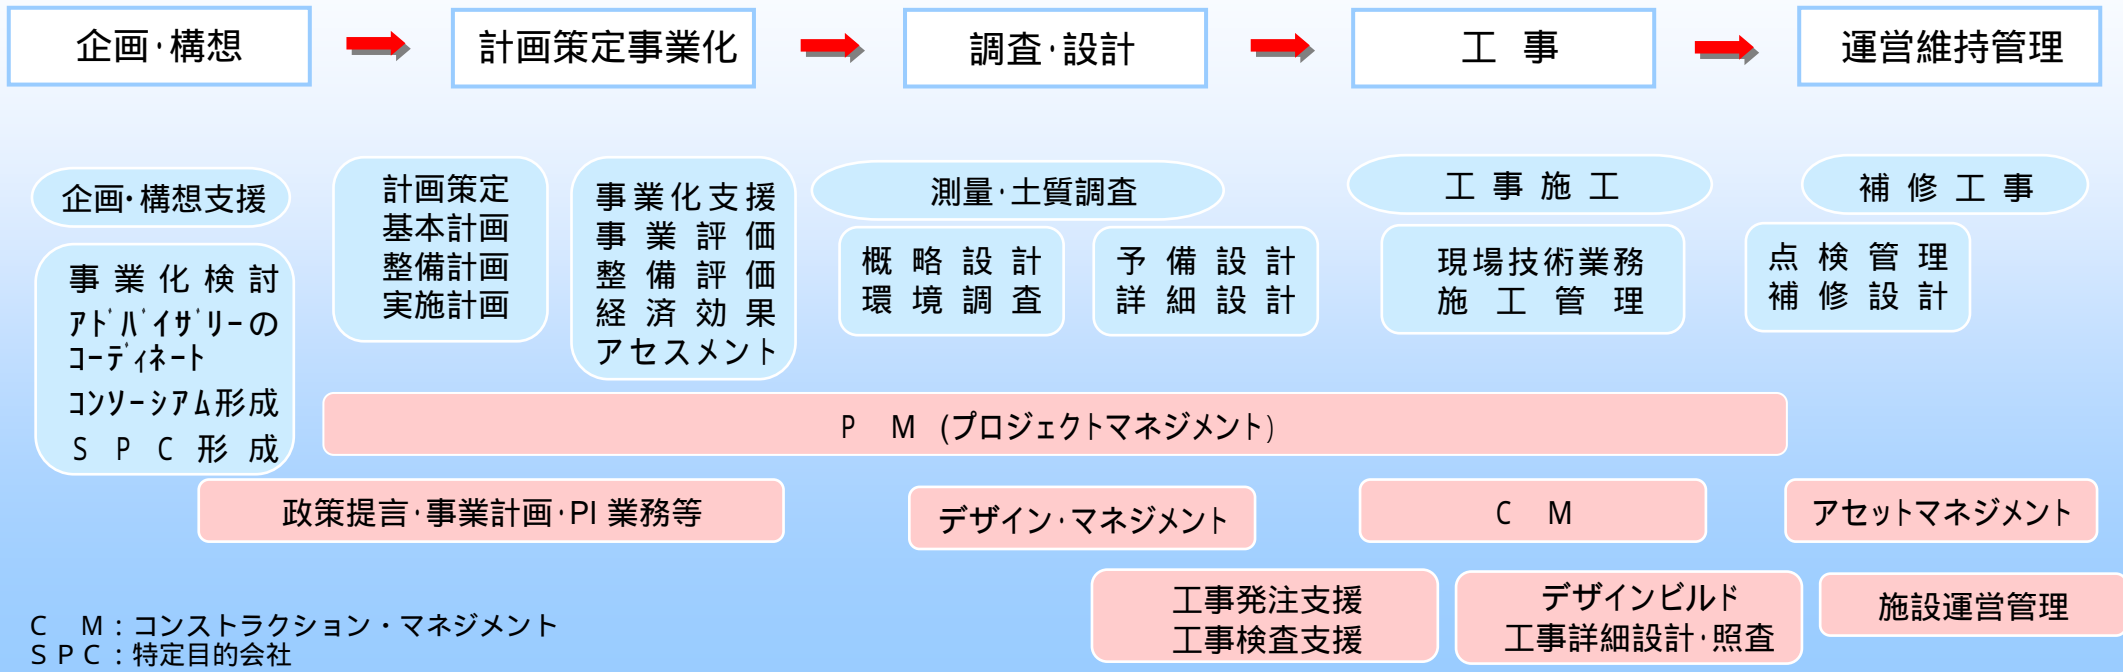 企画・構想
計画策定事業化
調査・設計
工 事
運営維持管理
企画・構想支援
事業化検討
アドバイザリーの
コーディネート
コンソーシアム形成
SPC形成
計画策定
基本計画
整備計画
実施計画
事業化支援
事業評価
整備評価
経済効果
アセスメント
測量・土質調査
概略設計
環境調査
予備設計
詳細設計
工事施工
現場技術業務
施工管理
補修工事
点検管理
補修設計
P M (プロジェクトマネジメント)
政策提言・事業計画・PI 業務等
デザイン・マネジメント
C M
アセットマネジメント
工事発注支援
工事検査支援
デザインビルド
工事詳細設計・照査
施設運営管理
C M：コンストラクション・マネジメント
SPC：特定目的会社